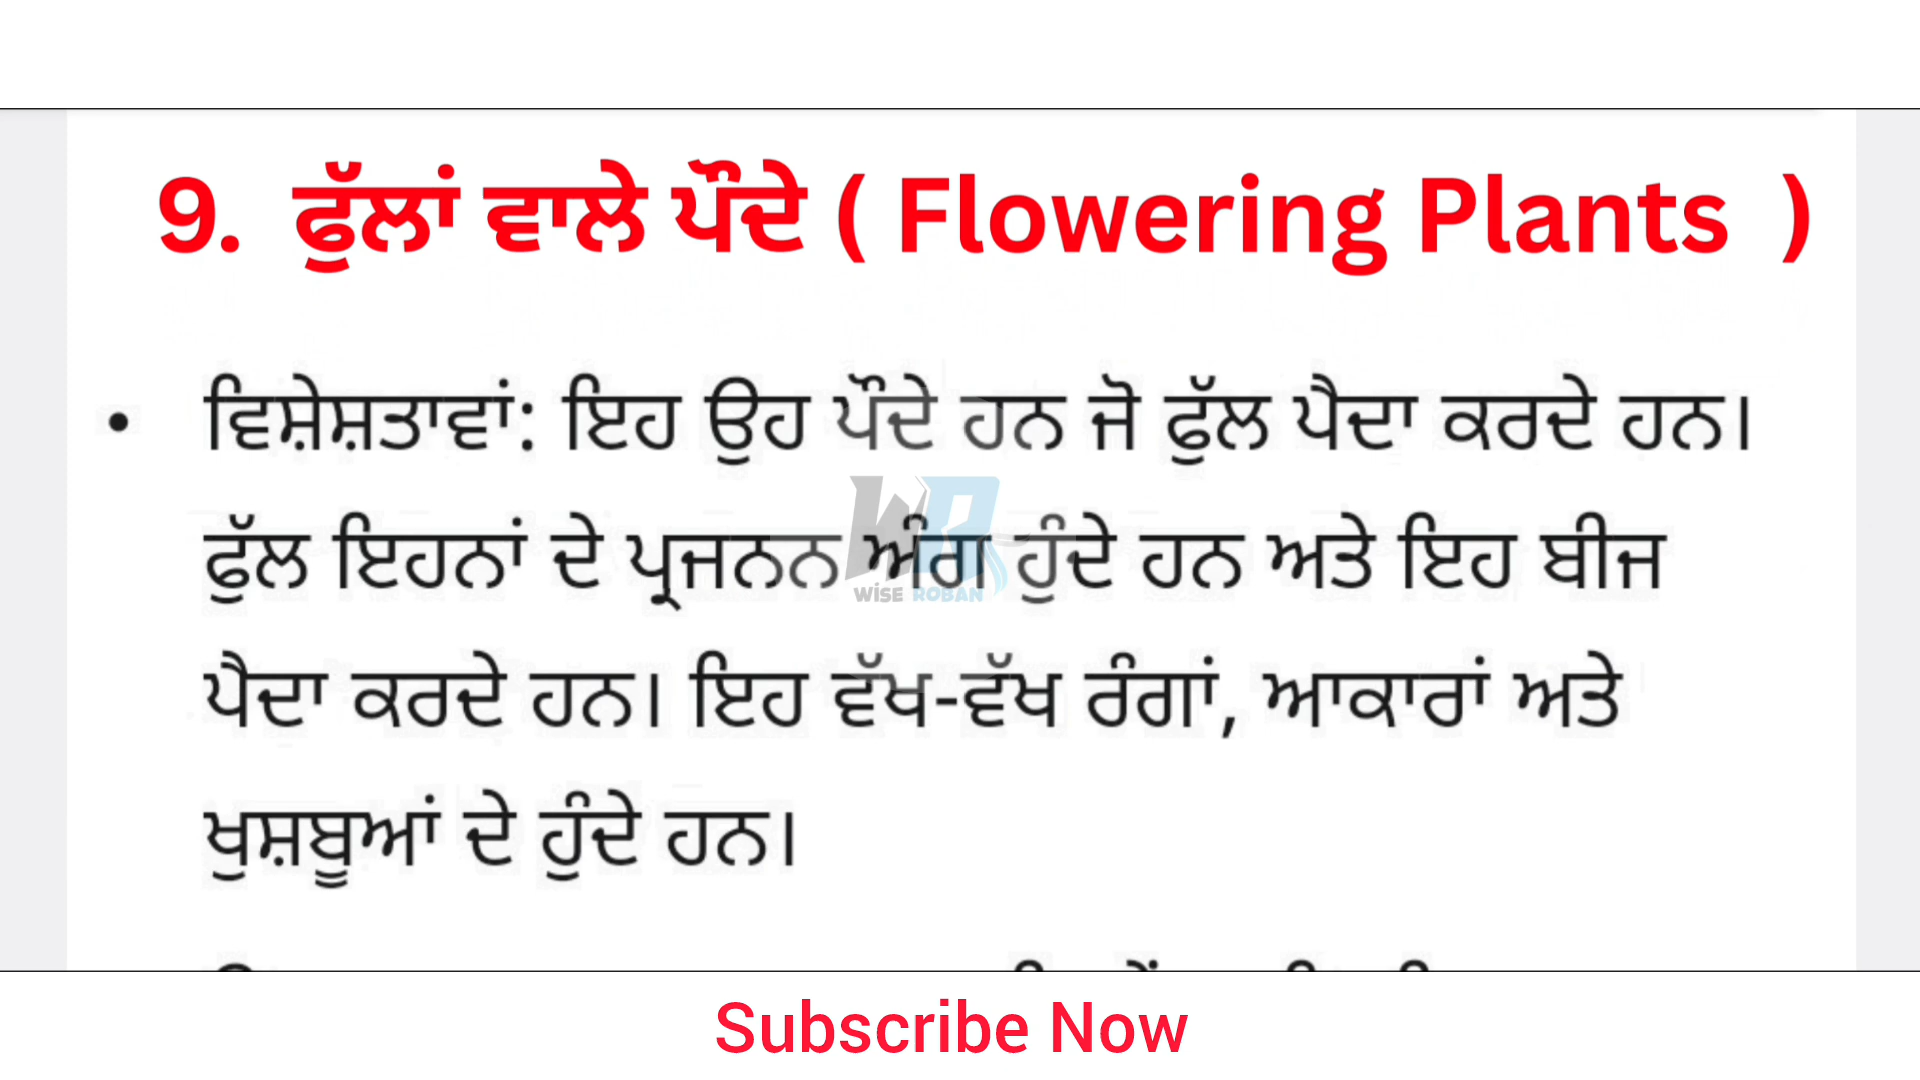 9. ਫੁੱਲਾਂ ਵਾਲੇ ਪੌਦੇ ( Flowering Plants )
• ਵਿਸ਼ੇਸ਼ਤਾਵਾਂ: ਇਹ ਉਹ ਪੌਦੇ ਹਨ ਜੋ ਫੁੱਲ ਪੈਦਾ ਕਰਦੇ ਹਨ।
ਫੁੱਲ ਇਹਨਾਂ ਦੇ ਪ੍ਰਜਨਨ ਅੰਗ ਹੁੰਦੇ ਹਨ ਅਤੇ ਇਹ ਬੀਜ
WISE ROBAN
ਪੈਦਾ ਕਰਦੇ ਹਨ। ਇਹ ਵੱਖ-ਵੱਖ ਰੰਗਾਂ, ਆਕਾਰਾਂ ਅਤੇ
ਖੁਸ਼ਬੂਆਂ ਦੇ ਹੁੰਦੇ ਹਨ।
Subscribe Now